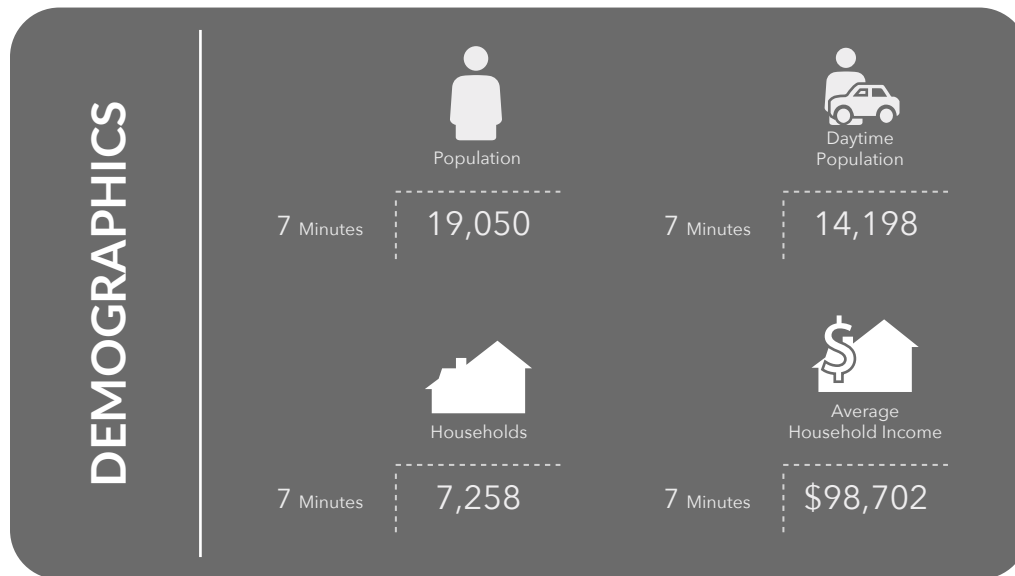 DEMOGRAPHICS
Population
7 Minutes 19,050
Daytime
Population
7 Minutes 14,198
Households
7 Minutes 7,258
$
Average
Household Income
7 Minutes $98,702